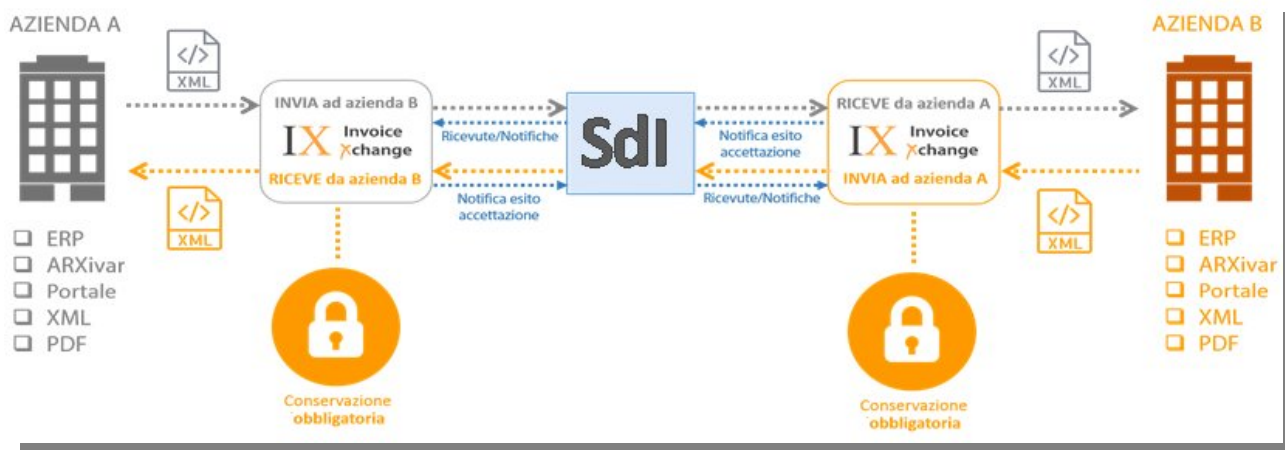 AZIENDA A
</>
XML
INVIA ad azienda B
IX Invoice Xchange
RICEVE da azienda B
</>
XML
ERP
ARXivar
Portale
XML
PDF
Conservazione
obbligatoria
Ricevute/Notifiche
Notifica esito
accettazione
SdI
Notifica esito
accettazione
Ricevute/Notifiche
RICEVE da azienda A
IX Invoice Xchange
INVIA ad azienda A
Conservazione
obbligatoria
</>
XML
</>
XML
AZIENDA B
ERP
ARXivar
Portale
XML
PDF